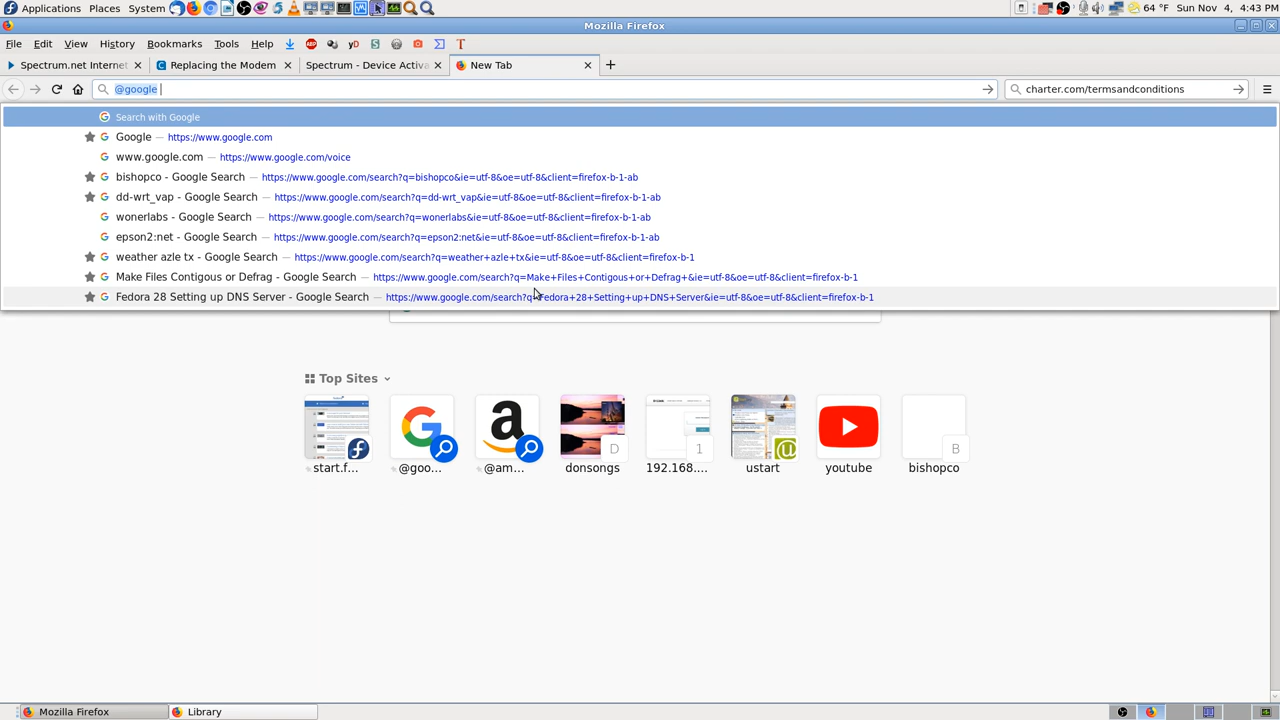 Applications Places System 64 °F Sun Nov 4, 4:43 PM
Mozilla Firefox
File Edit View History Bookmarks Tools Help
Spectrum.net Internet Replacing the Modem Spectrum - Device Activa New Tab
@google charter.com/termsandconditions
Search with Google
Google — https://www.google.com
www.google.com — https://www.google.com/voice
bishopco - Google Search — https://www.google.com/search?q=bishopco&ie=utf-8&oe=utf-8&client=firefox-b-1-ab
dd-wrt_vap - Google Search — https://www.google.com/search?q=dd-wrt_vap&ie=utf-8&oe=utf-8&client=firefox-b-1-ab
wonerlabs - Google Search — https://www.google.com/search?q=wonerlabs&ie=utf-8&oe=utf-8&client=firefox-b-1-ab
epson2:net - Google Search — https://www.google.com/search?q=epson2:net&ie=utf-8&oe=utf-8&client=firefox-b-1-ab
weather azle tx - Google Search — https://www.google.com/search?q=weather+azle+tx&ie=utf-8&oe=utf-8&client=firefox-b-1
Make Files Contigous or Defrag - Google Search — https://www.google.com/search?q=Make+Files+Contigous+or+Defrag+&ie=utf-8&oe=utf-8&client=firefox-b-1
Fedora 28 Setting up DNS Server - Google Search — https://www.google.com/search?q=Fedora+28+Setting+up+DNS+Server&ie=utf-8&oe=utf-8&client=firefox-b-1
Top Sites
start.f... @goo... @am... donsongs 192.168.... ustart youtube bishopco
Mozilla Firefox Library